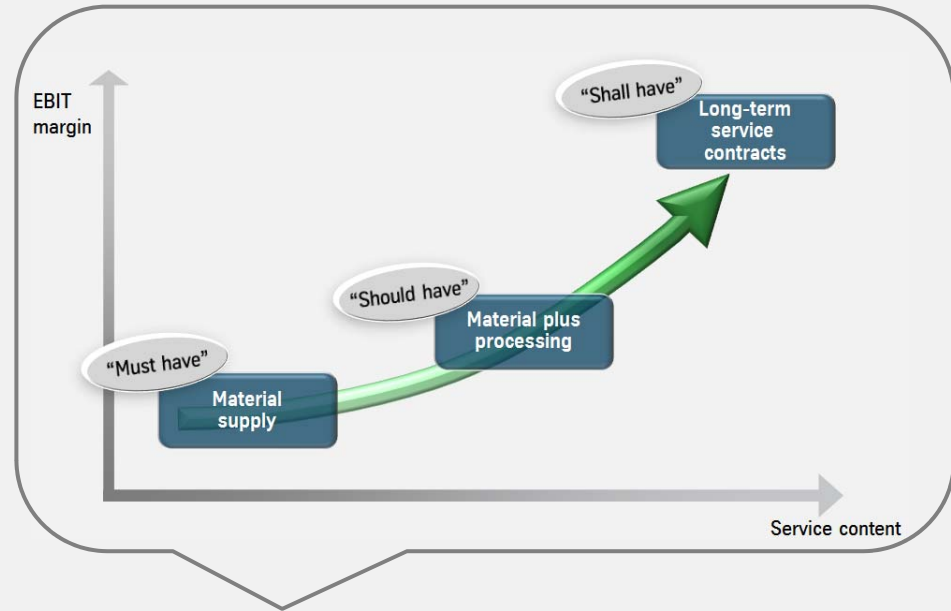 EBIT
margin
“Shall have”
Long-term
service
contracts
“Should have”
Material plus
processing
“Must have”
Material
supply
Service content